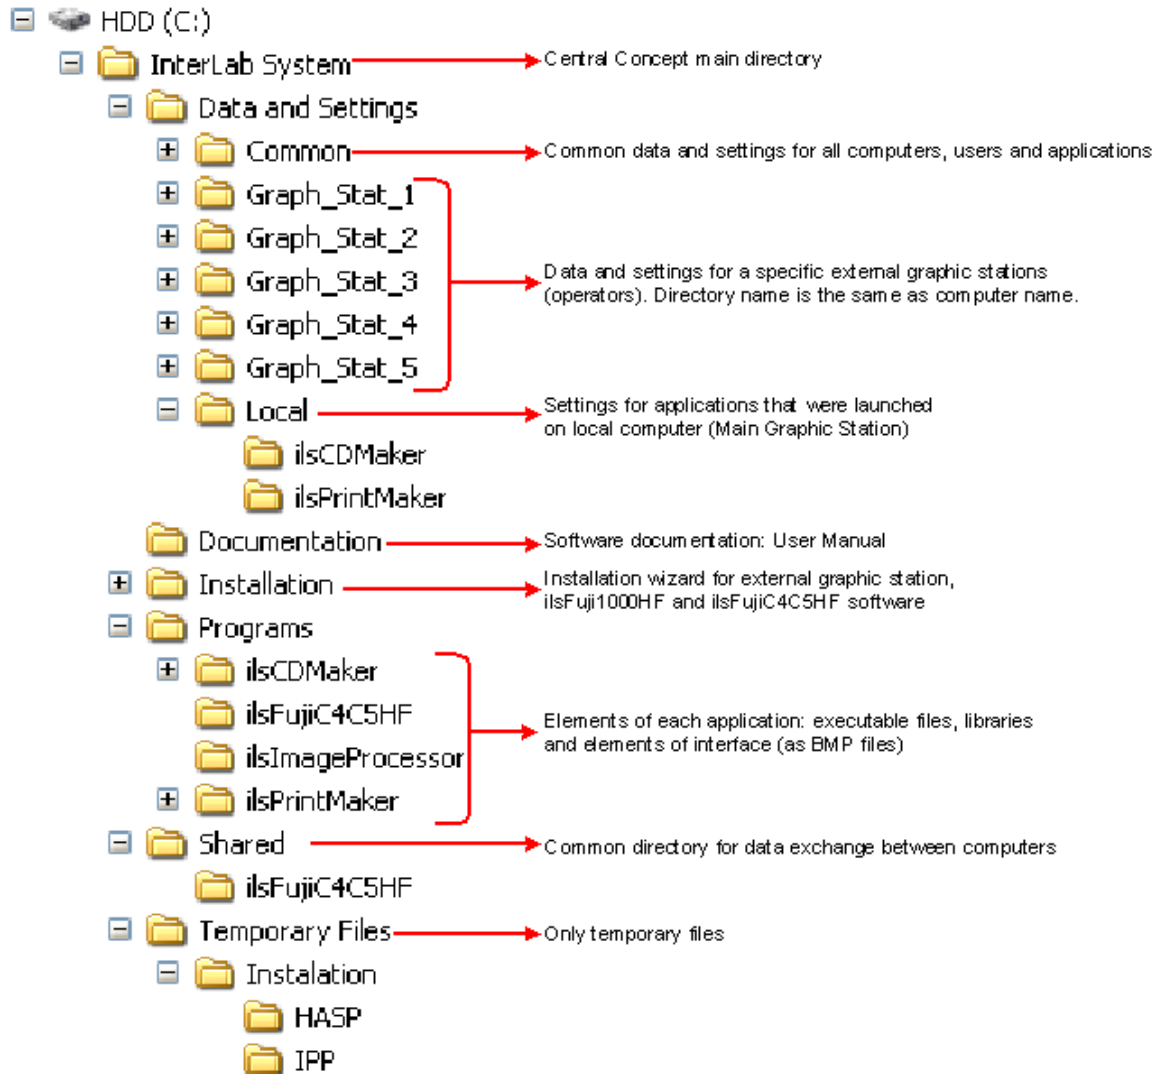 HDD (C:)
InterLab System
Central Concept main directory
Data and Settings
Common
Common data and settings for all computers, users and applications
Graph_Stat_1
Graph_Stat_2
Graph_Stat_3
Data and settings for a specific external graphic stations
(operators). Directory name is the same as computer name.
Graph_Stat_4
Graph_Stat_5
Local
Settings for applications that were launched
on local computer (Main Graphic Station)
ilsCDMaker
ilsPrintMaker
Documentation
Software documentation: User Manual
Installation
Installation wizard for external graphic station,
ilsFuji1000HF and ilsFujiC4C5HF software
Programs
ilsCDMaker
ilsFujiC4C5HF
Elements of each application: executable files, libraries
and elements of interface (as BMP files)
ilsImageProcessor
ilsPrintMaker
Shared
Common directory for data exchange between computers
ilsFujiC4C5HF
Temporary Files
Only temporary files
Instalation
HASP
IPP